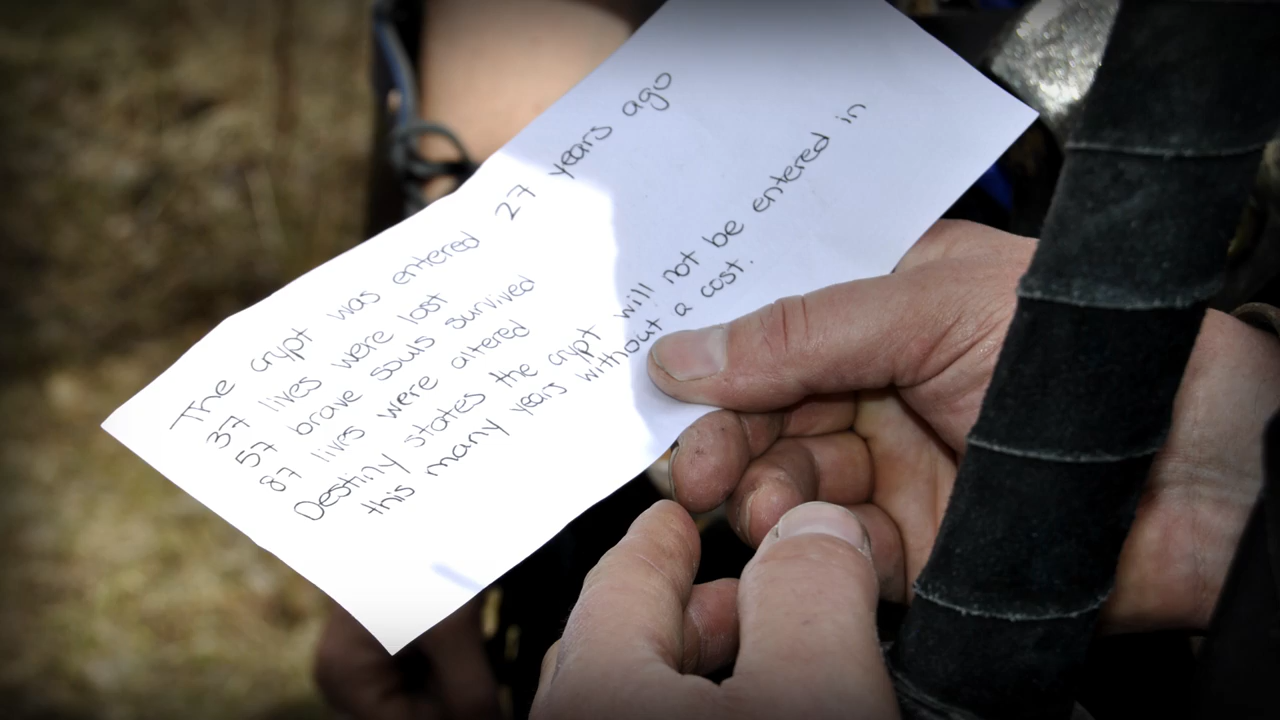 The crypt was entered 27 years ago
37 lives were lost
57 brave souls survived
87 lives were altered
Destiny states the crypt will not be entered in
this many years without a cost.